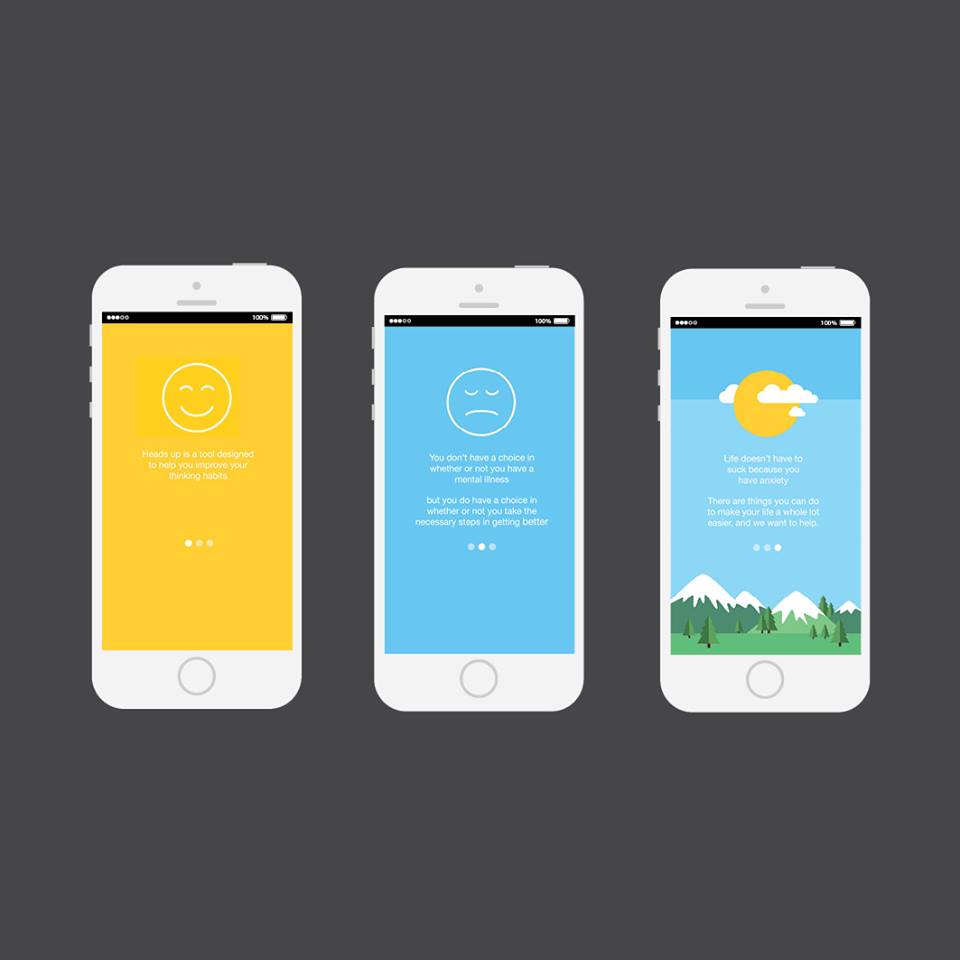 100%
Heads up is a tool designed
to help you improve your
thinking habits
100%
You don't have a choice in
whether or not you have a
mental illness
but you do have a choice in
whether or not you take the
necessary steps in getting better
100%
Life doesn't have to
suck because you
have anxiety
There are things you can do
to make your life a whole lot
easier, and we want to help.